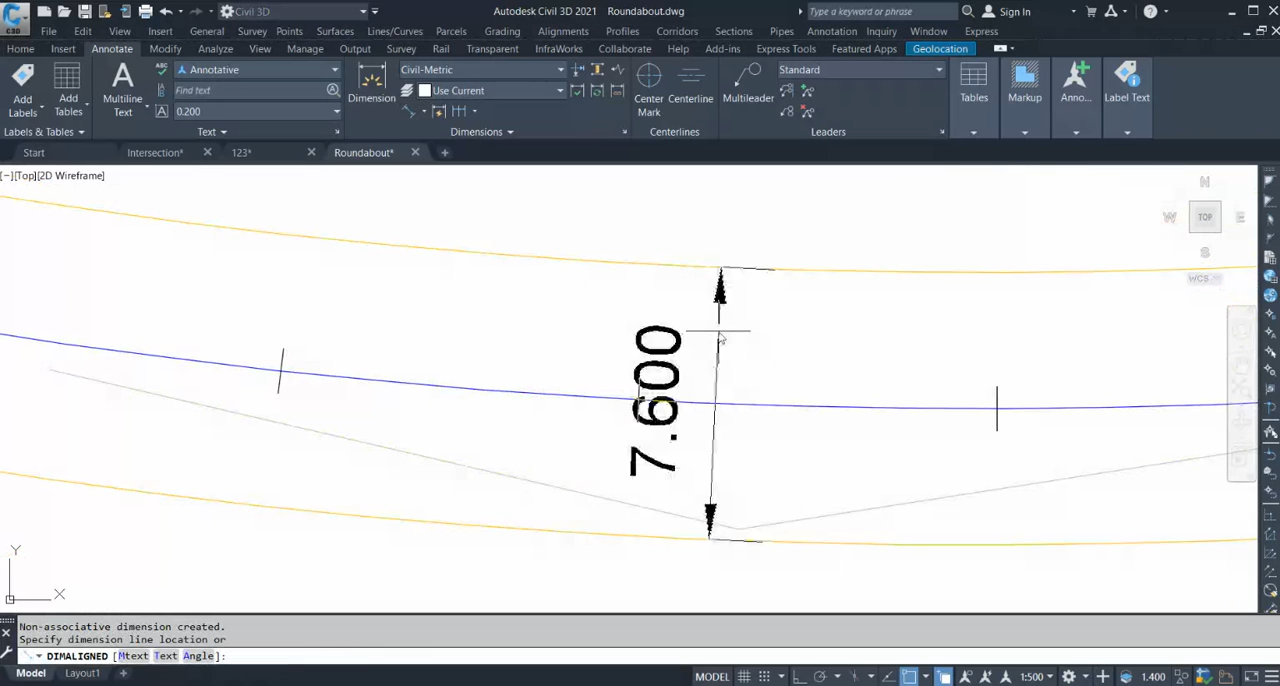 C3D Civil 3D Autodesk Civil 3D 2021 Roundabout.dwg Type a keyword or phrase Sign In
File Edit View Insert General Survey Points Surfaces Lines/Curves Parcels Grading Alignments Profiles Corridors Sections Pipes Annotation Inquiry Window Express
Home Insert Annotate Modify Analyze View Manage Output Survey Rail Transparent InfraWorks Collaborate Help Add-ins Express Tools Featured Apps Geolocation
Annotative Civil-Metric Standard
Find text Use Current
Add Labels Add Tables Multiline Text 0.200 Dimension Center Mark Centerline Multileader Tables Markup Anno... Label Text
Labels & Tables Text Dimensions Centerlines Leaders
Start Intersection* 123* Roundabout*
[−][Top][2D Wireframe]
N
W TOP E
S
WCS
7.600
Y
X
Non-associative dimension created.
Specify dimension line location or
DIMALIGNED [Mtext Text Angle]:
Model Layout1 MODEL 1:500 1.400